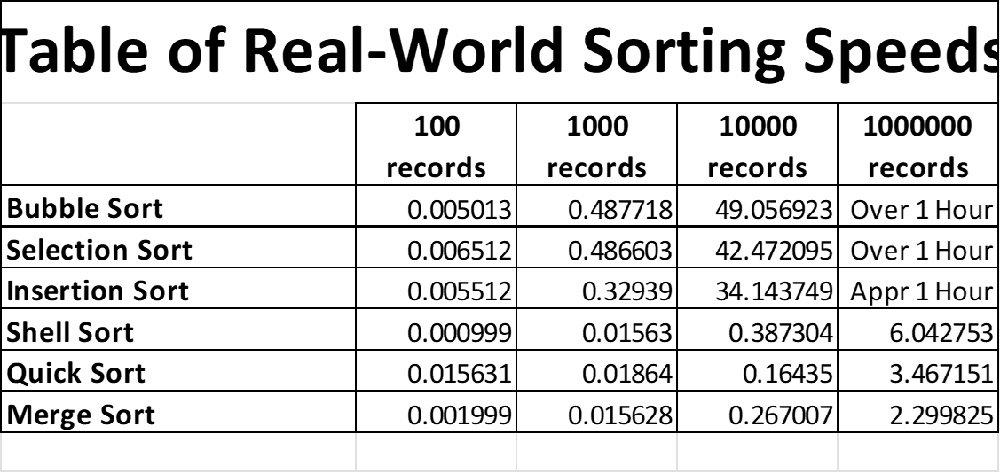 Table of Real-World Sorting Speeds
100 1000 10000 1000000
records records records records
Bubble Sort 0.005013 0.487718 49.056923 Over 1 Hour
Selection Sort 0.006512 0.486603 42.472095 Over 1 Hour
Insertion Sort 0.005512 0.32939 34.143749 Appr 1 Hour
Shell Sort 0.000999 0.01563 0.387304 6.042753
Quick Sort 0.015631 0.01864 0.16435 3.467151
Merge Sort 0.001999 0.015628 0.267007 2.299825